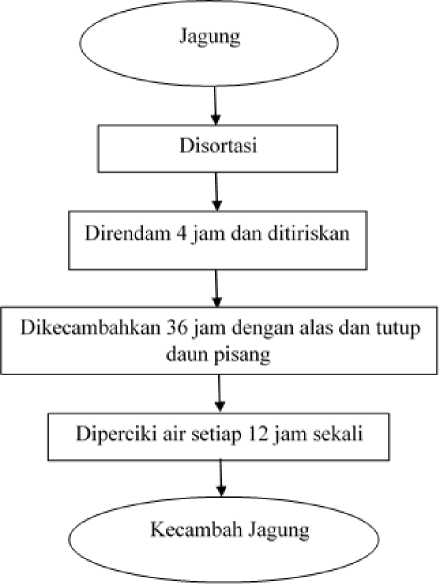 Jagung
Disortasi
Direndam 4 jam dan ditiriskan
Dikecambahkan 36 jam dengan alas dan tutup
daun pisang
Diperciki air setiap 12 jam sekali
Kecambah Jagung